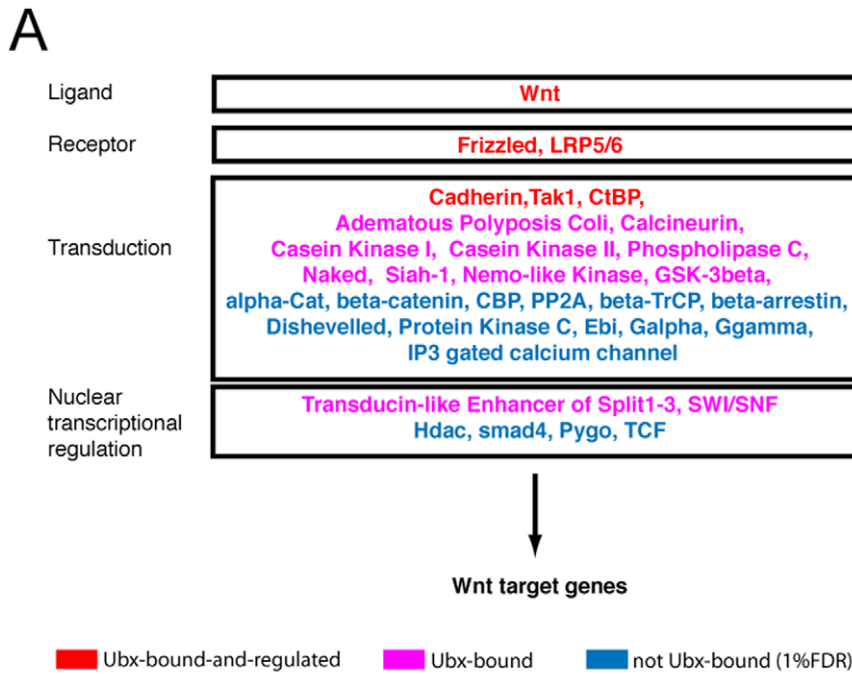 A
Ligand
Wnt
Receptor
Frizzled, LRP5/6
Transduction
Cadherin,Tak1, CtBP,
Adematous Polyposis Coli, Calcineurin,
Casein Kinase I, Casein Kinase II, Phospholipase C,
Naked, Siah-1, Nemo-like Kinase, GSK-3beta,
alpha-Cat, beta-catenin, CBP, PP2A, beta-TrCP, beta-arrestin,
Dishevelled, Protein Kinase C, Ebi, Galpha, Ggamma,
IP3 gated calcium channel
Nuclear
transcriptional
regulation
Transducin-like Enhancer of Split1-3, SWI/SNF
Hdac, smad4, Pygo, TCF
Wnt target genes
Ubx-bound-and-regulated
Ubx-bound
not Ubx-bound (1%FDR)